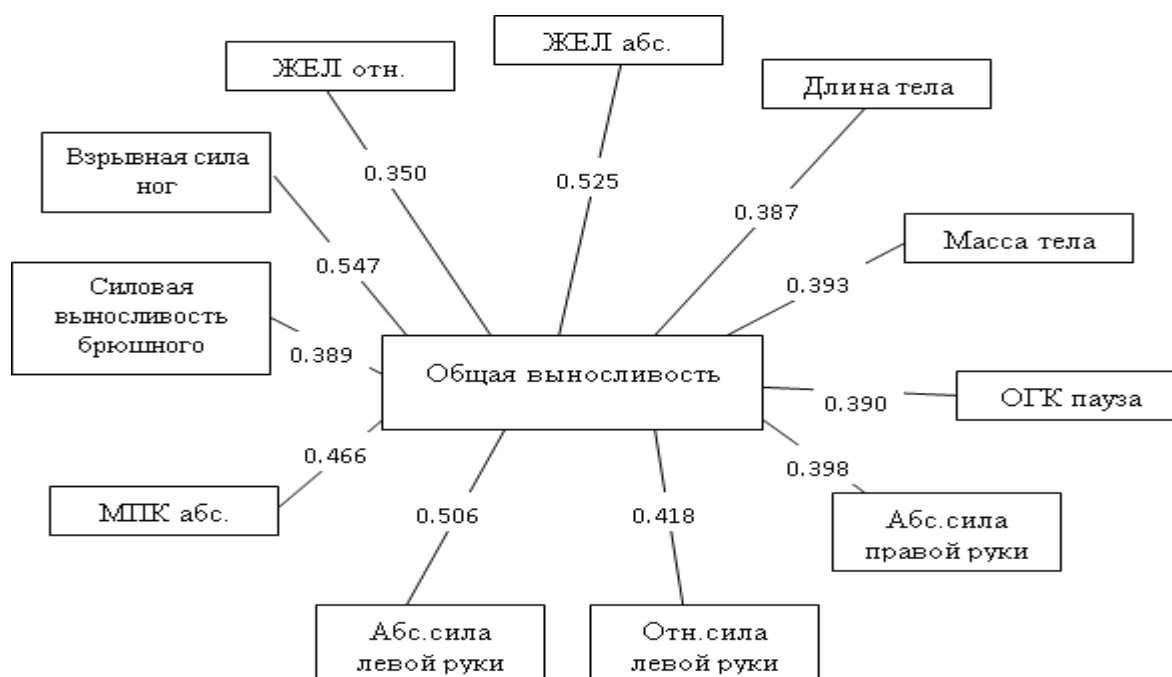 ЖЕЛ абс.
ЖЕЛ отн.
Длина тела
Взрывная сила
ног
0.350
0.525
0.387
Масса тела
0.547
0.393
Силовая
выносливость
брюшного
0.389
Общая выносливость
0.390
ОГК пауза
0.466
0.398
МПК абс.
0.506
0.418
Абс.сила
правой руки
Абс.сила
левой руки
Отн.сила
левой руки